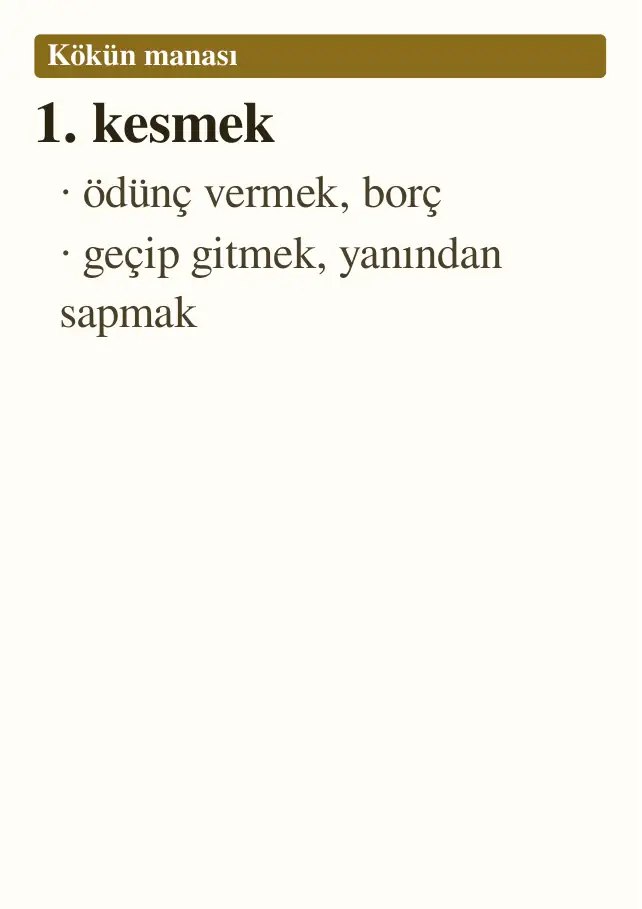 Kökün manası
1. kesmek
· ödünç vermek, borç
· geçip gitmek, yanından
sapmak